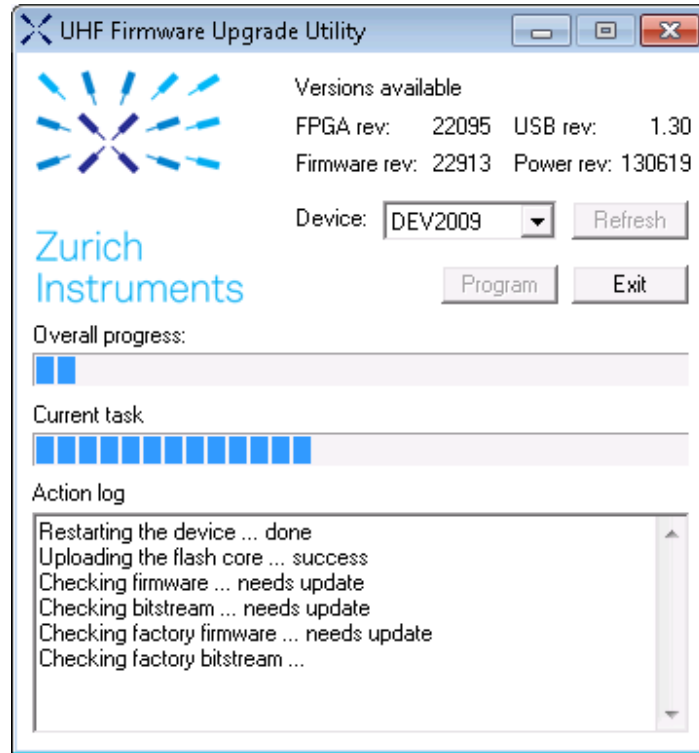 UHF Firmware Upgrade Utility
Versions available
FPGA rev: 22095 USB rev: 1.30
Firmware rev: 22913 Power rev: 130619
Device: DEV2009 Refresh
Zurich
Instruments
Program Exit
Overall progress:
Current task
Action log
Restarting the device ... done
Uploading the flash core ... success
Checking firmware ... needs update
Checking bitstream ... needs update
Checking factory firmware ... needs update
Checking factory bitstream ...